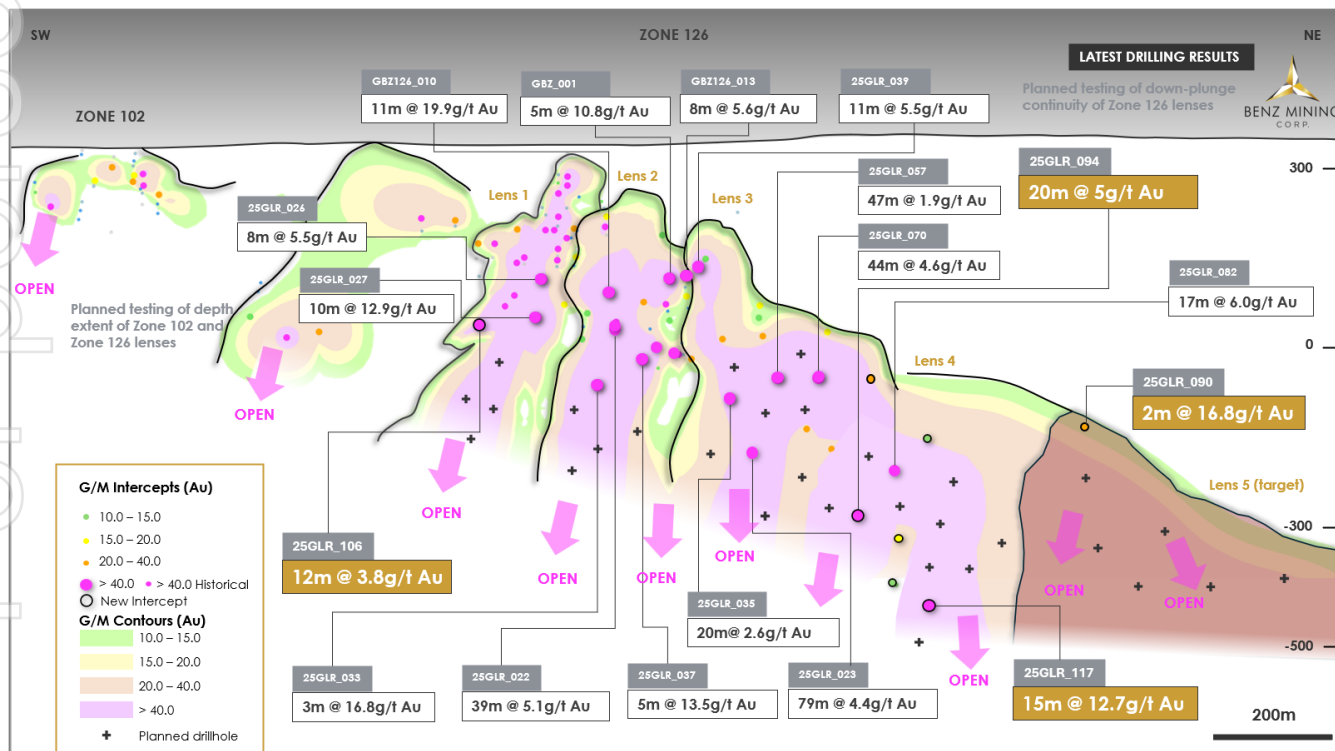 SW
ZONE 126
NE
LATEST DRILLING RESULTS
Planned testing of down-plunge
continuity of Zone 126 lenses
BENZ MINING
CORP.
ZONE 102
GBZ126_010
11m @ 19.9g/t Au
GBZ_001
5m @ 10.8g/t Au
GBZ126_013
8m @ 5.6g/t Au
25GLR_039
11m @ 5.5g/t Au
25GLR_057
47m @ 1.9g/t Au
25GLR_094
20m @ 5g/t Au
300
Lens 1
Lens 2
Lens 3
25GLR_026
8m @ 5.5g/t Au
25GLR_070
44m @ 4.6g/t Au
25GLR_082
17m @ 6.0g/t Au
25GLR_027
10m @ 12.9g/t Au
OPEN
Planned testing of depth
extent of Zone 102 and
Zone 126 lenses
0
Lens 4
25GLR_090
2m @ 16.8g/t Au
OPEN
Lens 5 (target)
G/M Intercepts (Au)
10.0 – 15.0
15.0 – 20.0
20.0 – 40.0
> 40.0
> 40.0 Historical
New Intercept
G/M Contours (Au)
10.0 – 15.0
15.0 – 20.0
20.0 – 40.0
> 40.0
Planned drillhole
OPEN
-300
25GLR_106
12m @ 3.8g/t Au
OPEN
OPEN
OPEN
OPEN
OPEN
OPEN
25GLR_035
20m@ 2.6g/t Au
-500
25GLR_033
3m @ 16.8g/t Au
25GLR_022
39m @ 5.1g/t Au
25GLR_037
5m @ 13.5g/t Au
25GLR_023
79m @ 4.4g/t Au
OPEN
25GLR_117
15m @ 12.7g/t Au
200m